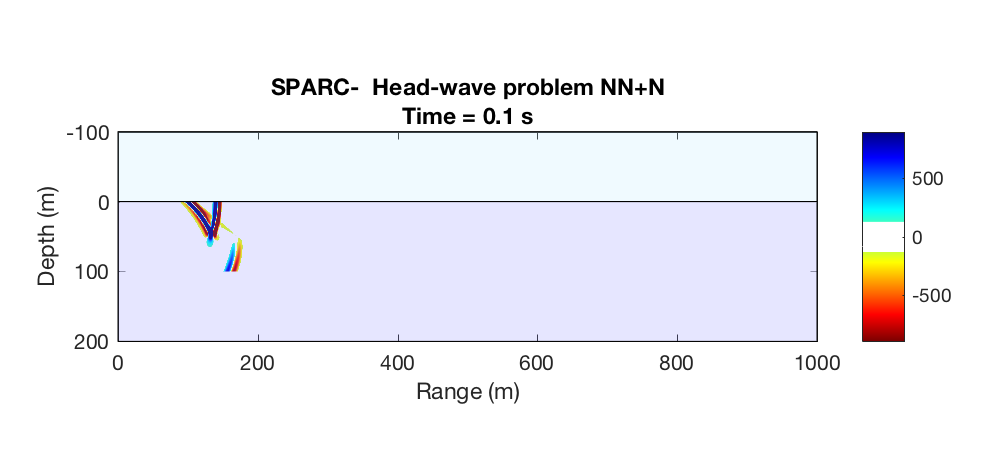 SPARC-  Head-wave problem NN+N
Time = 0.1 s
-100
0
100
200
Depth (m)
0 200 400 600 800 1000
Range (m)
500
0
-500